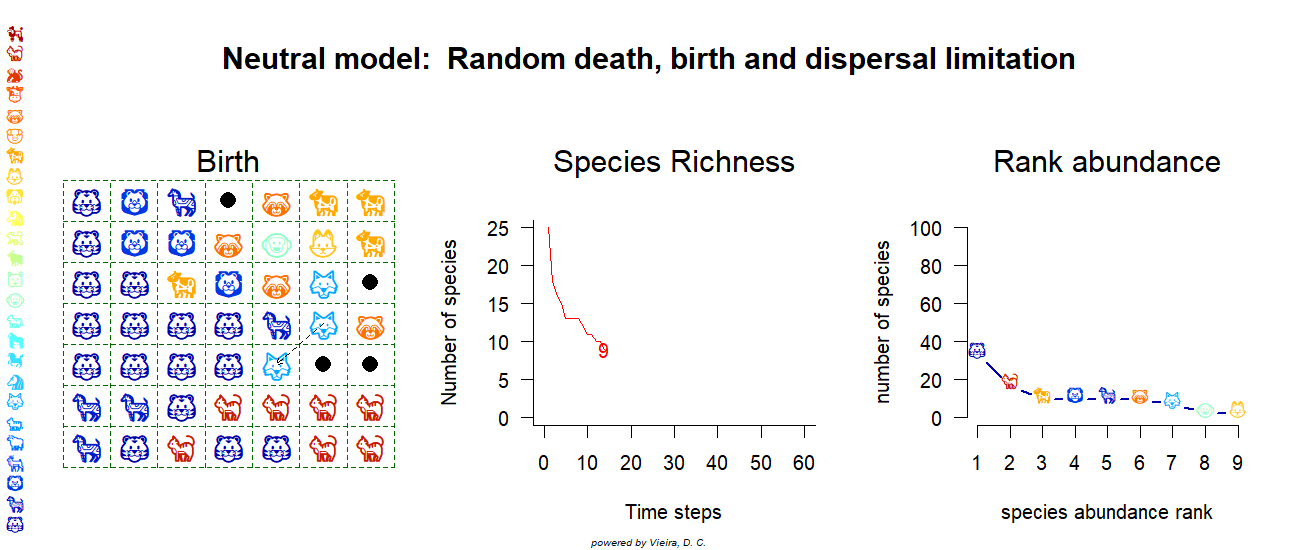 Neutral model:  Random death, birth and dispersal limitation
Birth
Species Richness
Number of species
25
20
15
10
5
0
9
0 10 20 30 40 50 60
Time steps
Rank abundance
number of species
100
80
60
40
20
0
1 2 3 4 5 6 7 8 9
species abundance rank
powered by Vieira, D. C.